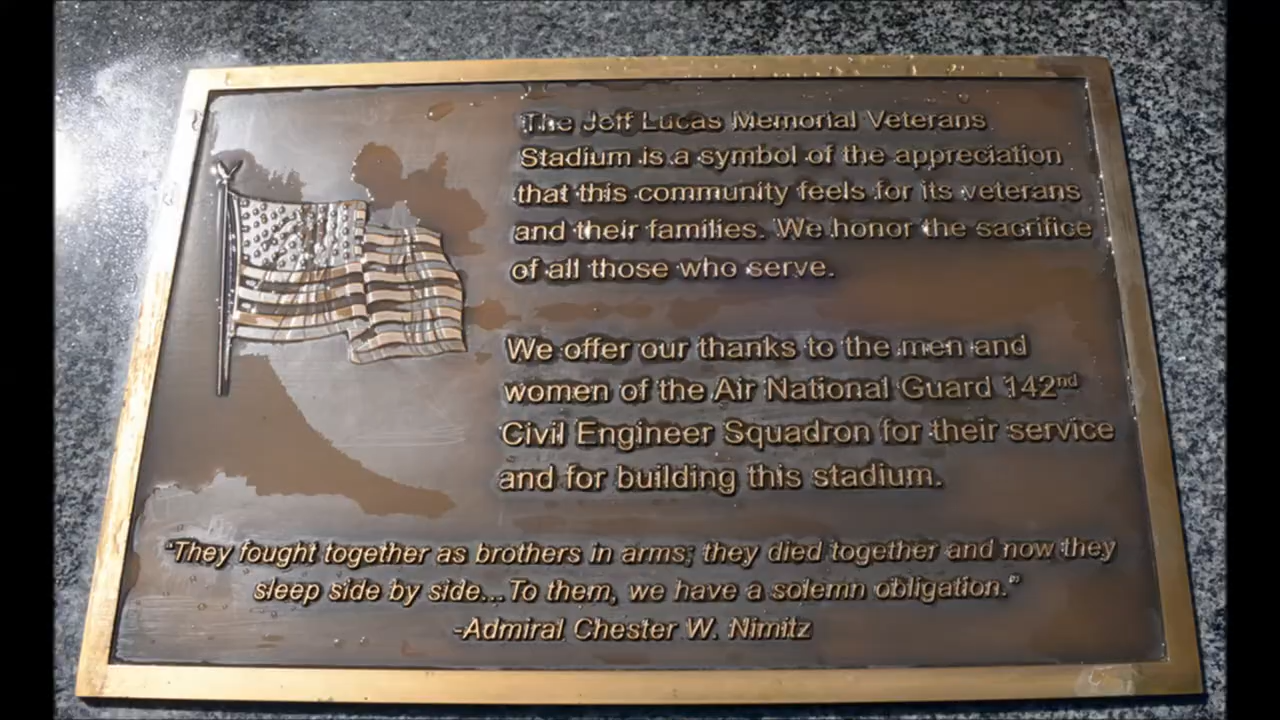 The Jeff Lucas Memorial Veterans
Stadium is a symbol of the appreciation
that this community feels for its veterans
and their families. We honor the sacrifice
of all those who serve.
We offer our thanks to the men and
women of the Air National Guard 142nd
Civil Engineer Squadron for their service
and for building this stadium.
"They fought together as brothers in arms; they died together and now they
sleep side by side...To them, we have a solemn obligation."
-Admiral Chester W. Nimitz